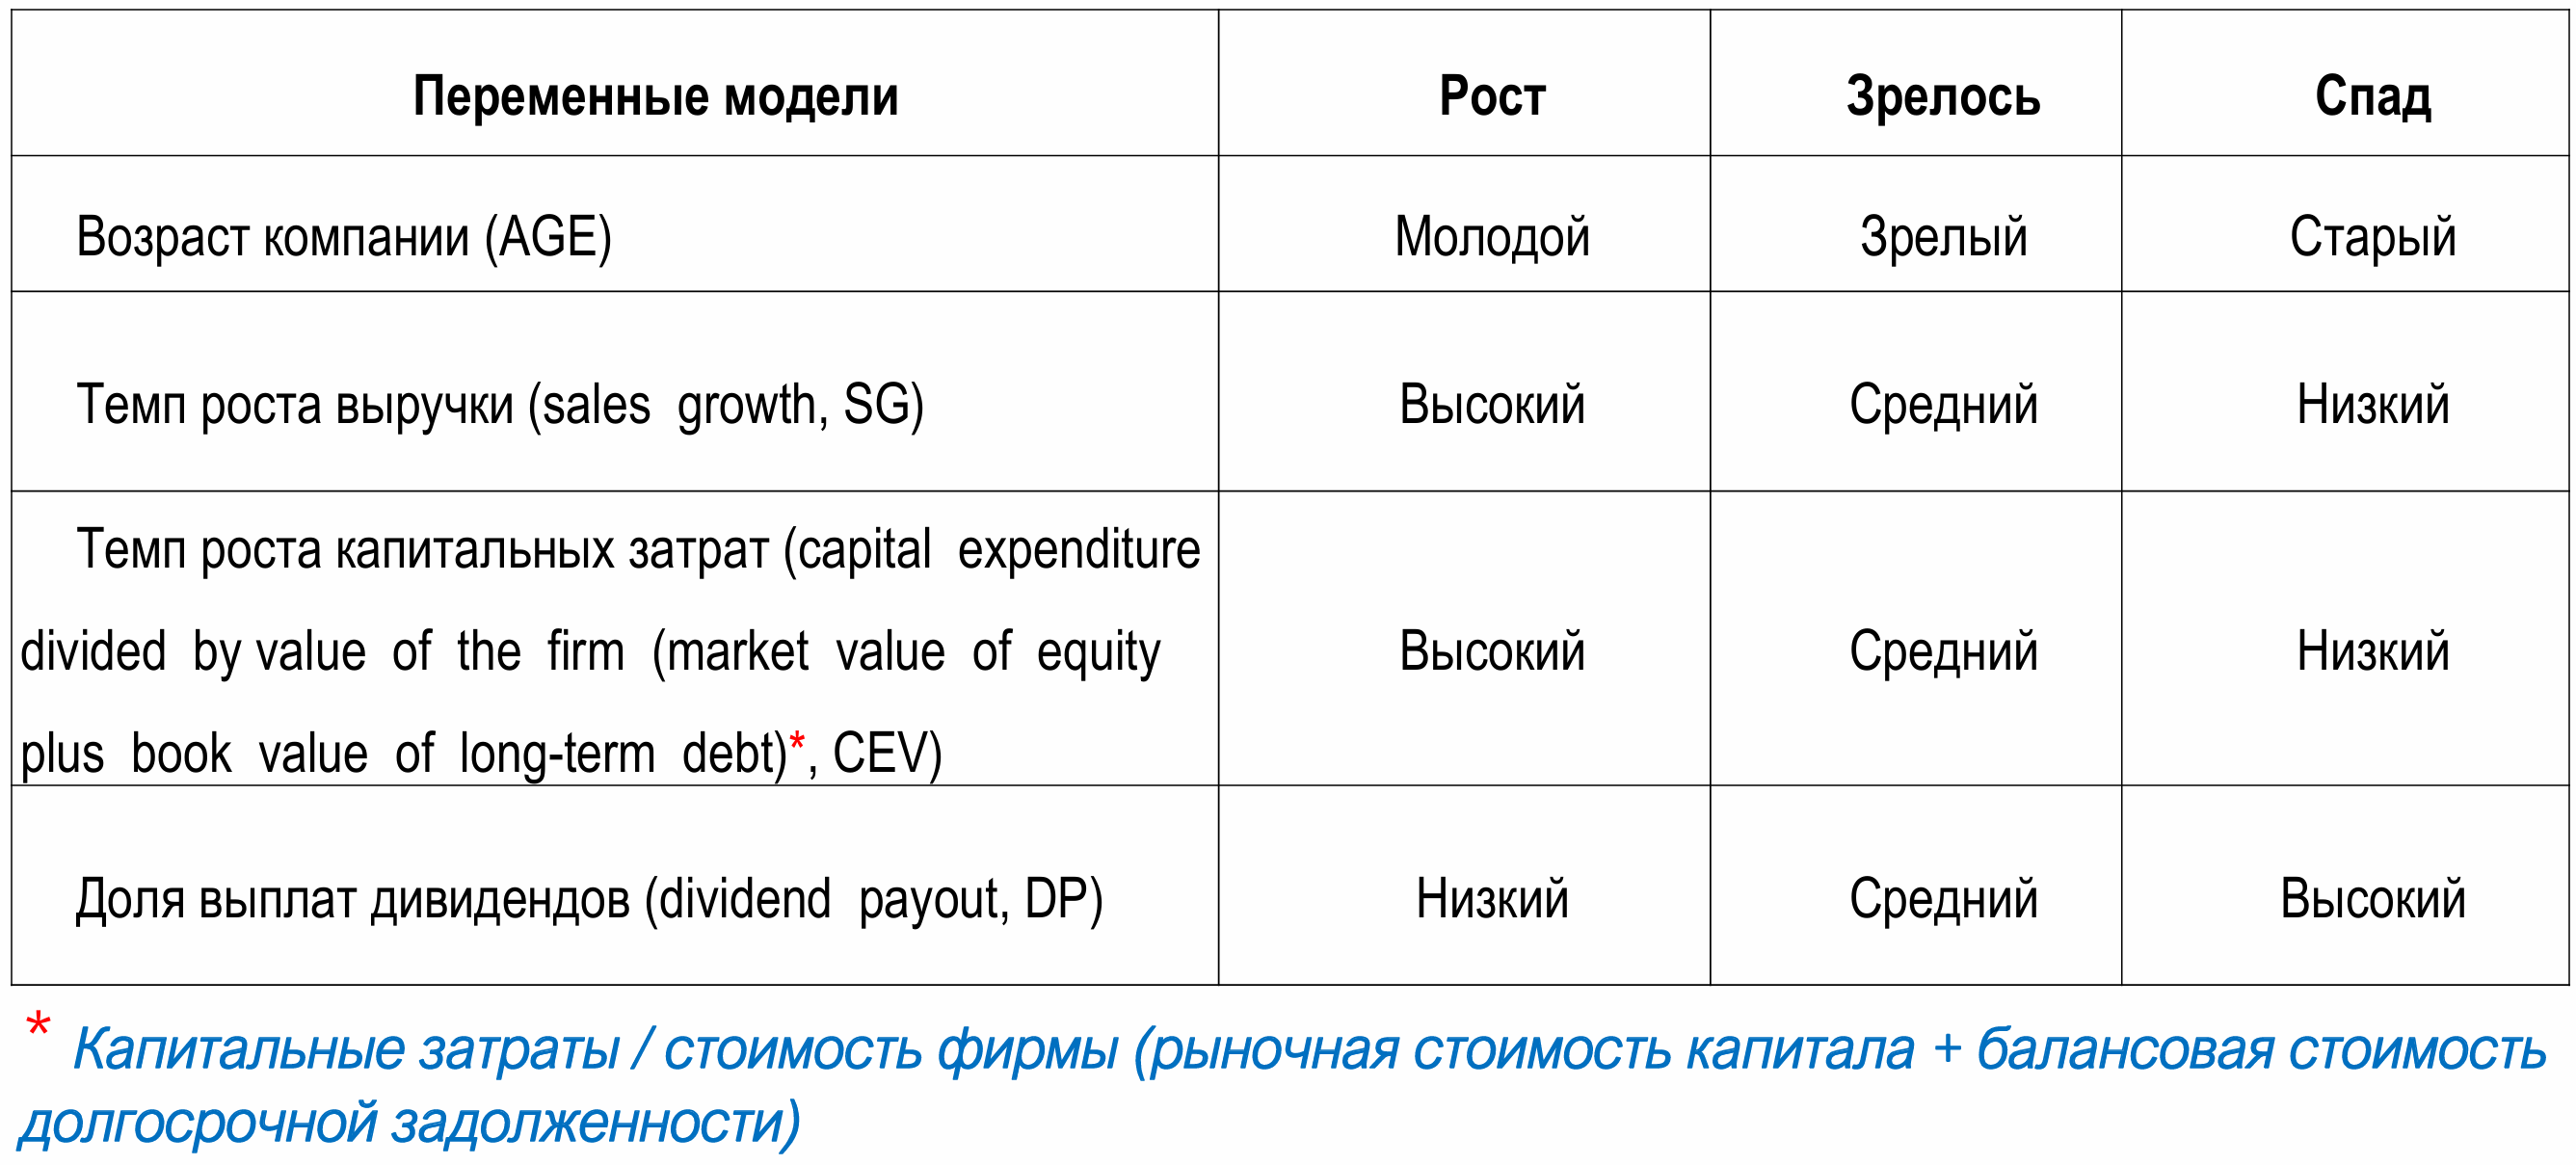 Переменные модели Рост Зрелось Спад
Возраст компании (AGE) Молодой Зрелый Старый
Темп роста выручки (sales growth, SG) Высокий Средний Низкий
Темп роста капитальных затрат (capital expenditure
divided by value of the firm (market value of equity Высокий Средний Низкий
plus book value of long-term debt)*, CEV)
Доля выплат дивидендов (dividend payout, DP) Низкий Средний Высокий
* Капитальные затраты / стоимость фирмы (рыночная стоимость капитала + балансовая стоимость
долгосрочной задолженности)